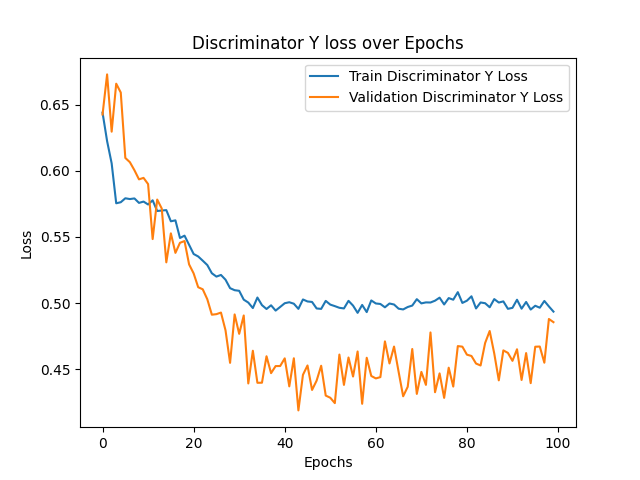 Discriminator Y loss over Epochs
Train Discriminator Y Loss
Validation Discriminator Y Loss
0.65
0.60
0.55
0.50
0.45
Loss
0
20
40
60
80
100
Epochs